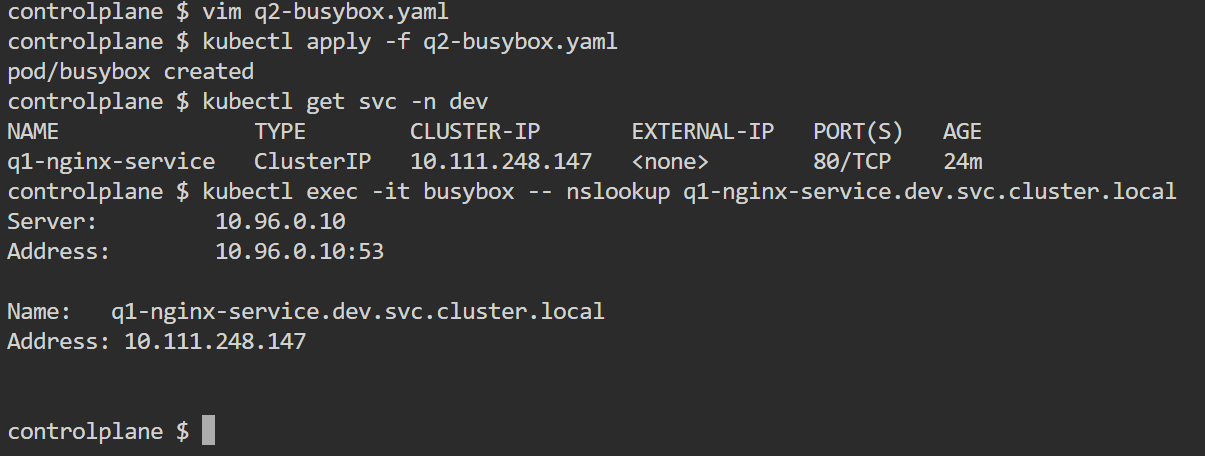 controlplane $ vim q2-busybox.yaml
controlplane $ kubectl apply -f q2-busybox.yaml
pod/busybox created
controlplane $ kubectl get svc -n dev
NAME               TYPE        CLUSTER-IP       EXTERNAL-IP   PORT(S)   AGE
q1-nginx-service   ClusterIP   10.111.248.147   <none>        80/TCP    24m
controlplane $ kubectl exec -it busybox -- nslookup q1-nginx-service.dev.svc.cluster.local
Server:         10.96.0.10
Address:        10.96.0.10:53

Name:   q1-nginx-service.dev.svc.cluster.local
Address: 10.111.248.147


controlplane $